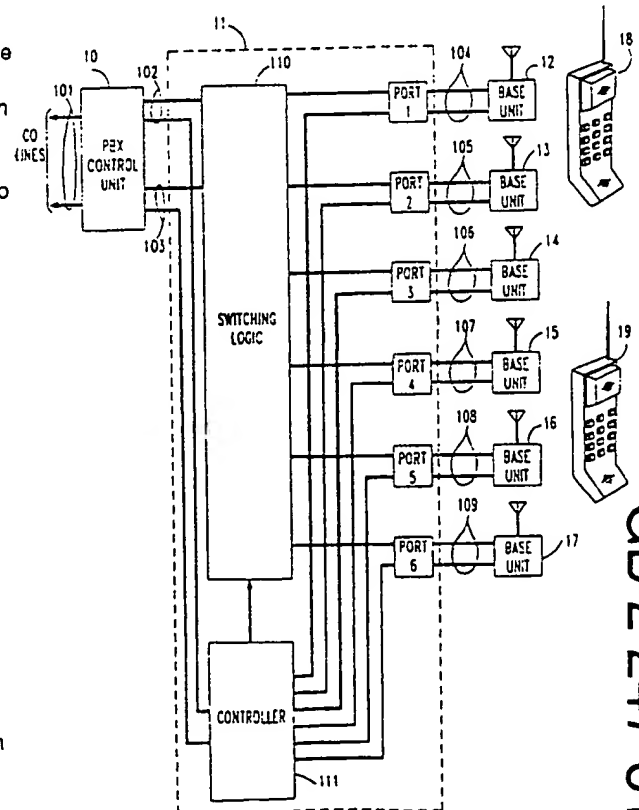 11
18
10
102
110
104
12
101
PORT
1
BASE
UNIT
CO
LINES
PBX
CONTROL
UNIT
105
13
PORT
2
BASE
UNIT
103
106
14
PORT
3
BASE
UNIT
SWITCHING
LOGIC
107
15
19
PORT
4
BASE
UNIT
108
16
PORT
5
BASE
UNIT
109
17
PORT
6
BASE
UNIT
CONTROLLER
111